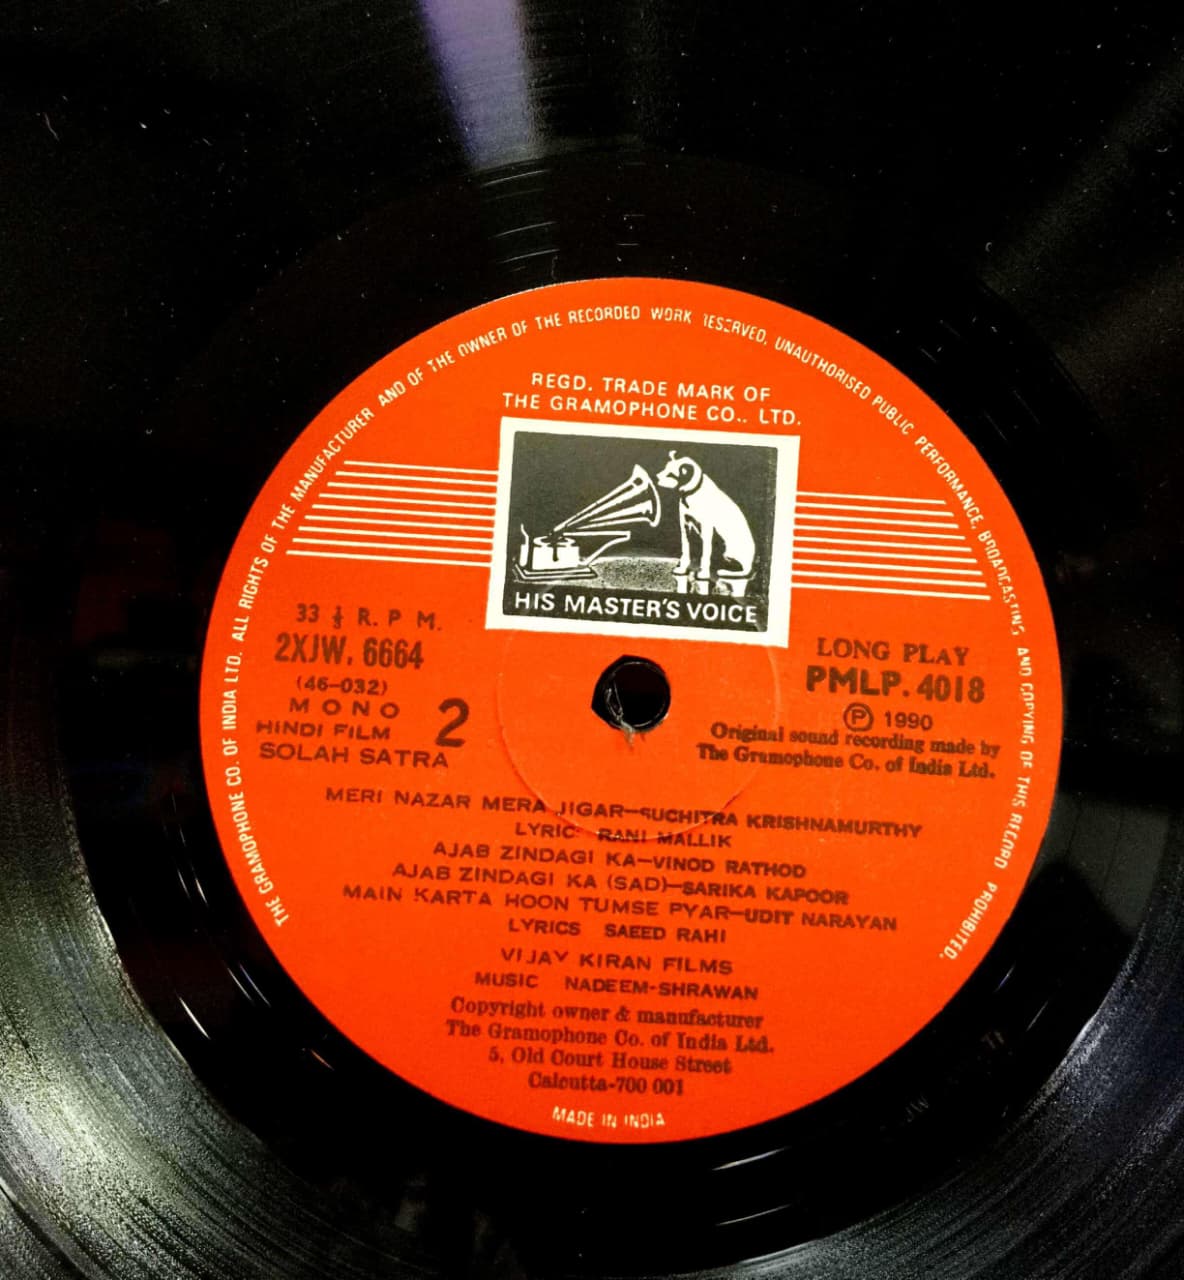 THE GRAMOPHONE CO. OF INDIA LTD. ALL RIGHTS OF THE MANUFACTURER AND OF THE OWNER OF THE RECORDED WORK RESERVED, UNAUTHORISED PUBLIC PERFORMANCE, BROADCASTING AND COPYING OF THIS RECORD PROHIBITED.
REGD. TRADE MARK OF
THE GRAMOPHONE CO.. LTD.
HIS MASTER'S VOICE
33 ⅓ R. P M.
2XJW. 6664
(46-032)
MONO
2
HINDI FILM
SOLAH SATRA
LONG PLAY
PMLP. 4018
Ⓟ 1990
Original sound recording made by
The Gramophone Co. of India Ltd.
MERI NAZAR MERA JIGAR—SUCHITRA KRISHNAMURTHY
LYRIC RANI MALLIK
AJAB ZINDAGI KA—VINOD RATHOD
AJAB ZINDAGI KA (SAD)—SARIKA KAPOOR
MAIN KARTA HOON TUMSE PYAR—UDIT NARAYAN
LYRICS SAEED RAHI
VIJAY KIRAN FILMS
MUSIC NADEEM-SHRAWAN
Copyright owner & manufacturer
The Gramophone Co. of India Ltd.
5, Old Court House Street
Calcutta-700 001
MADE IN INDIA